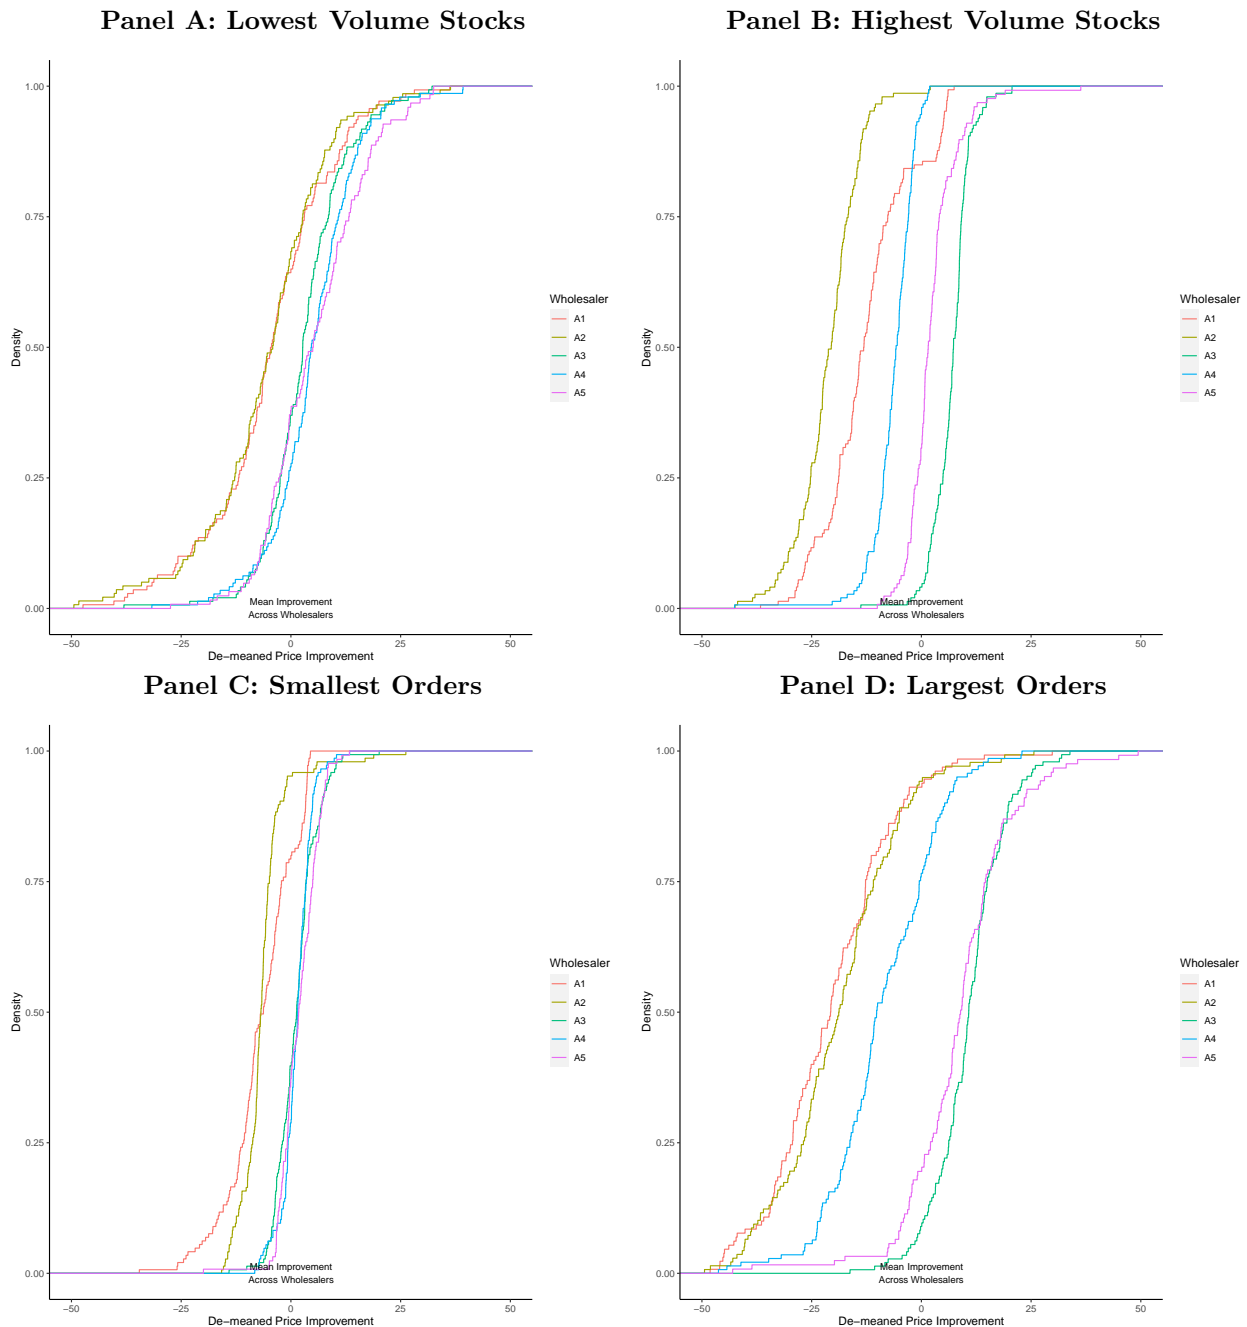 Panel A: Lowest Volume Stocks
1.00
0.75
0.50
0.25
0.00
Density
Mean Improvement
Across Wholesalers
−50
−25
0
25
50
De−meaned Price Improvement
Wholesaler
A1
A2
A3
A4
A5
Panel B: Highest Volume Stocks
1.00
0.75
0.50
0.25
0.00
Density
Mean Improvement
Across Wholesalers
−50
−25
0
25
50
De−meaned Price Improvement
Wholesaler
A1
A2
A3
A4
A5
Panel C: Smallest Orders
1.00
0.75
0.50
0.25
0.00
Density
Mean Improvement
Across Wholesalers
−50
−25
0
25
50
De−meaned Price Improvement
Wholesaler
A1
A2
A3
A4
A5
Panel D: Largest Orders
1.00
0.75
0.50
0.25
0.00
Density
Mean Improvement
Across Wholesalers
−50
−25
0
25
50
De−meaned Price Improvement
Wholesaler
A1
A2
A3
A4
A5